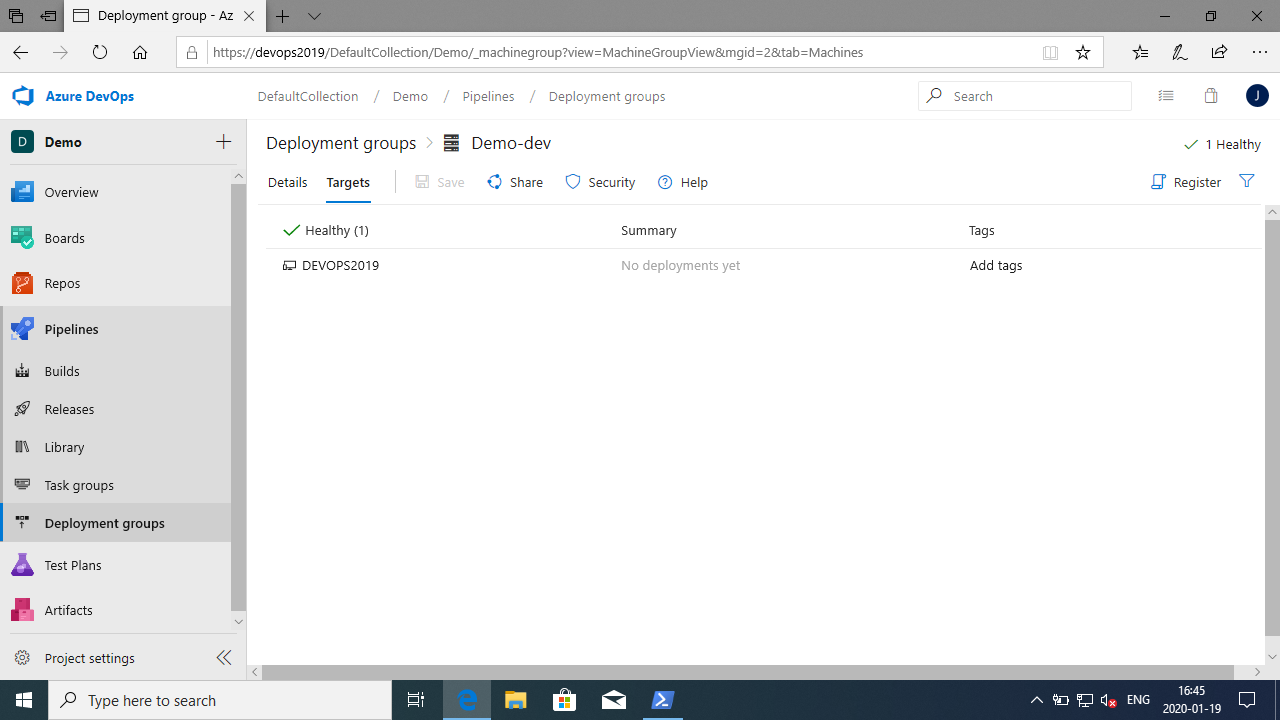 Deployment group - Az
https://devops2019/DefaultCollection/Demo/_machinegroup?view=MachineGroupView&mgid=2&tab=Machines
Azure DevOps
DefaultCollection / Demo / Pipelines / Deployment groups
Search
J
D Demo
Deployment groups > Demo-dev
1 Healthy
Details Targets Save Share Security Help Register
Overview
Boards
Repos
Pipelines
Builds
Releases
Library
Task groups
Deployment groups
Test Plans
Artifacts
Project settings
Healthy (1) Summary Tags
DEVOPS2019 No deployments yet Add tags
Type here to search
ENG
16:45
2020-01-19